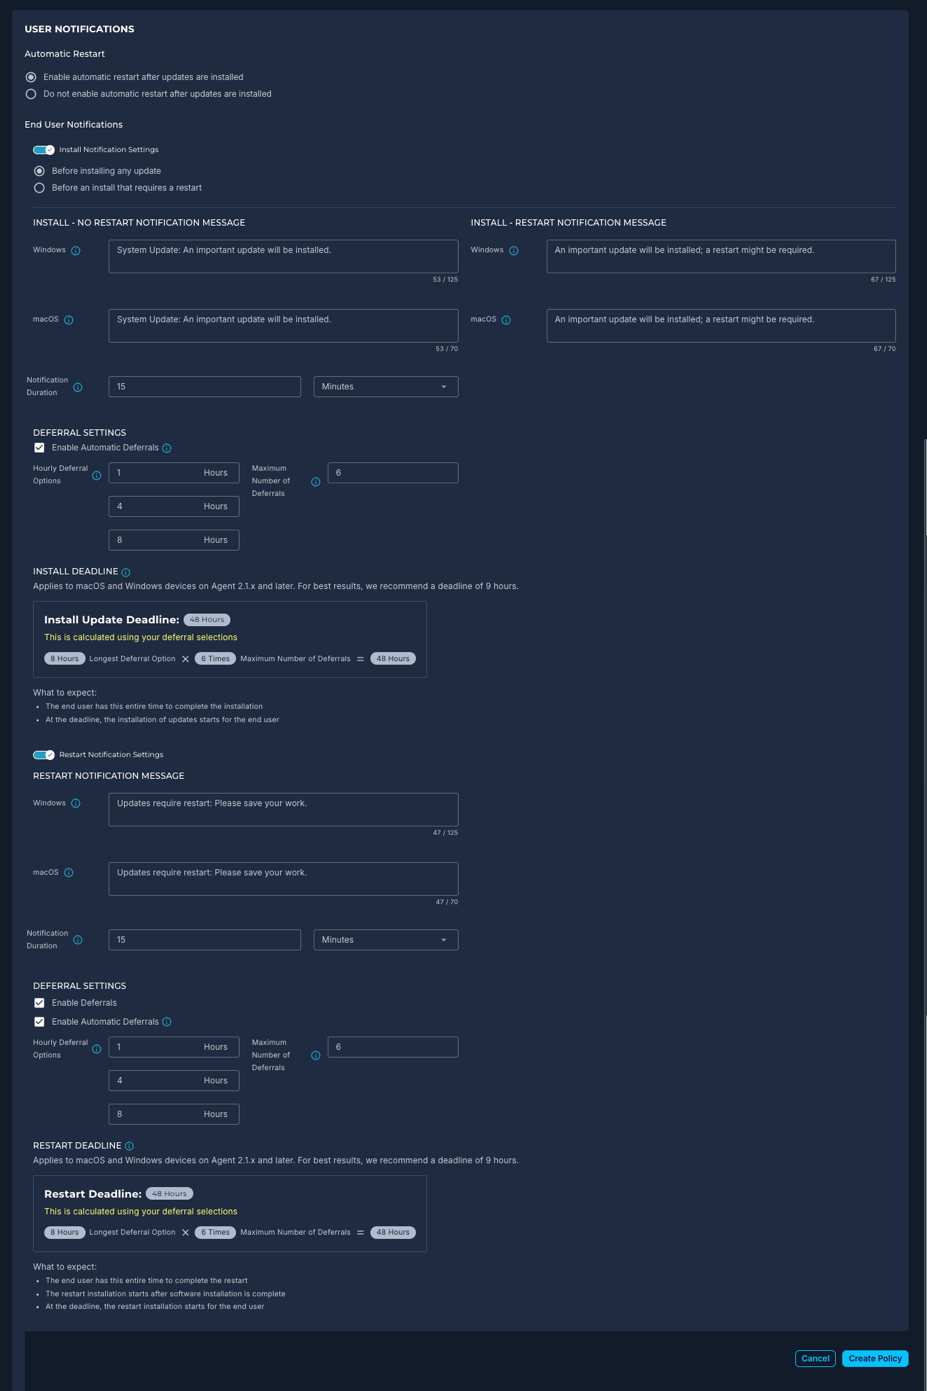 USER NOTIFICATIONS
Automatic Restart
Enable automatic restart after updates are installed
Do not enable automatic restart after updates are installed
End User Notifications
Install Notification Settings
Before installing any update
Before an install that requires a restart
INSTALL - NO RESTART NOTIFICATION MESSAGE
Windows
System Update: An important update will be installed.
53 / 125
macOS
System Update: An important update will be installed.
53 / 70
INSTALL - RESTART NOTIFICATION MESSAGE
Windows
An important update will be installed; a restart might be required.
67 / 125
macOS
An important update will be installed; a restart might be required.
67 / 70
Notification
Duration
15
Minutes
DEFERRAL SETTINGS
Enable Automatic Deferrals
Hourly Deferral
Options
1 Hours
4 Hours
8 Hours
Maximum
Number of
Deferrals
6
INSTALL DEADLINE
Applies to macOS and Windows devices on Agent 2.1.x and later. For best results, we recommend a deadline of 9 hours.
Install Update Deadline: 48 Hours
This is calculated using your deferral selections
8 Hours Longest Deferral Option × 6 Times Maximum Number of Deferrals = 48 Hours
What to expect:
• The end user has this entire time to complete the installation
• At the deadline, the installation of updates starts for the end user
Restart Notification Settings
RESTART NOTIFICATION MESSAGE
Windows
Updates require restart: Please save your work.
47 / 125
macOS
Updates require restart: Please save your work.
47 / 70
Notification
Duration
15
Minutes
DEFERRAL SETTINGS
Enable Deferrals
Enable Automatic Deferrals
Hourly Deferral
Options
1 Hours
4 Hours
8 Hours
Maximum
Number of
Deferrals
6
RESTART DEADLINE
Applies to macOS and Windows devices on Agent 2.1.x and later. For best results, we recommend a deadline of 9 hours.
Restart Deadline: 48 Hours
This is calculated using your deferral selections
8 Hours Longest Deferral Option × 6 Times Maximum Number of Deferrals = 48 Hours
What to expect:
• The end user has this entire time to complete the restart
• The restart installation starts after software installation is complete
• At the deadline, the restart installation starts for the end user
Cancel
Create Policy